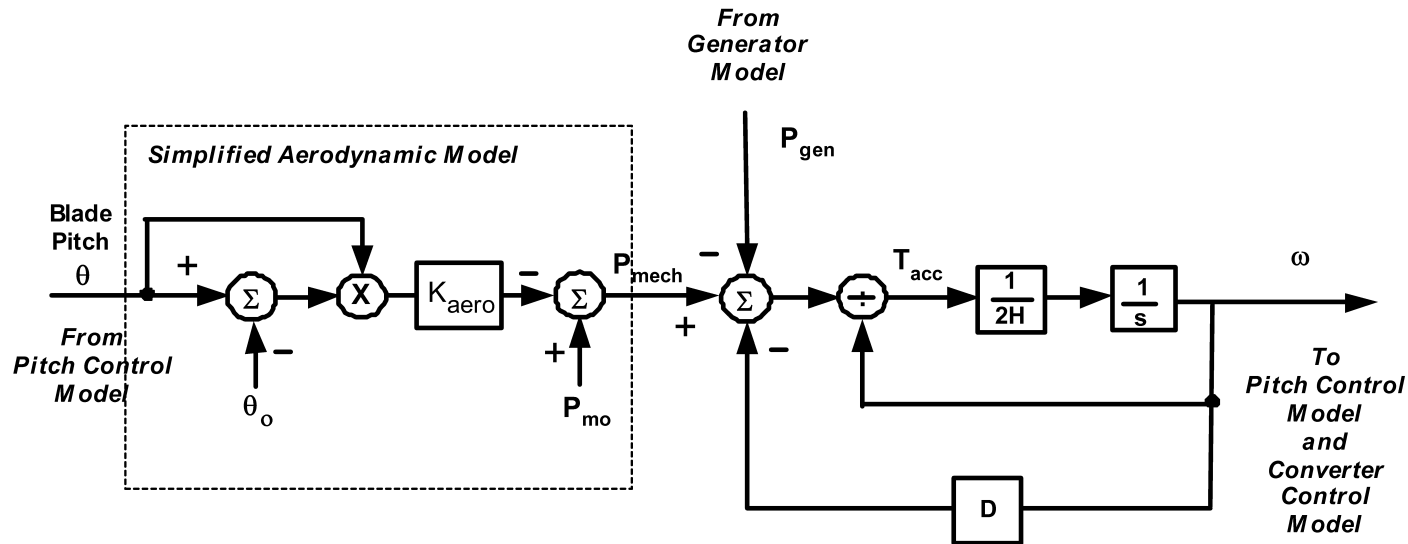 From
Generator
Model
P gen
Simplified Aerodynamic Model
Blade
Pitch
θ
+
Σ
−
θ o
X
K aero
−
Σ
+
P mo
P mech
+
−
Σ
−
÷
T acc
1
2H
1
s
ω
From
Pitch Control
Model
To
Pitch Control
Model
and
Converter
Control
Model
D